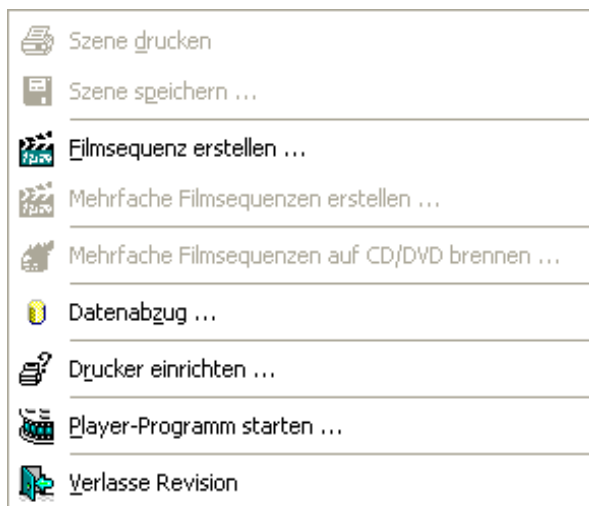 Szene drucken
Szene speichern ...
Filmsequenz erstellen ...
Mehrfache Filmsequenzen erstellen ...
Mehrfache Filmsequenzen auf CD/DVD brennen ...
Datenabzug ...
Drucker einrichten ...
Player-Programm starten ...
Verlasse Revision